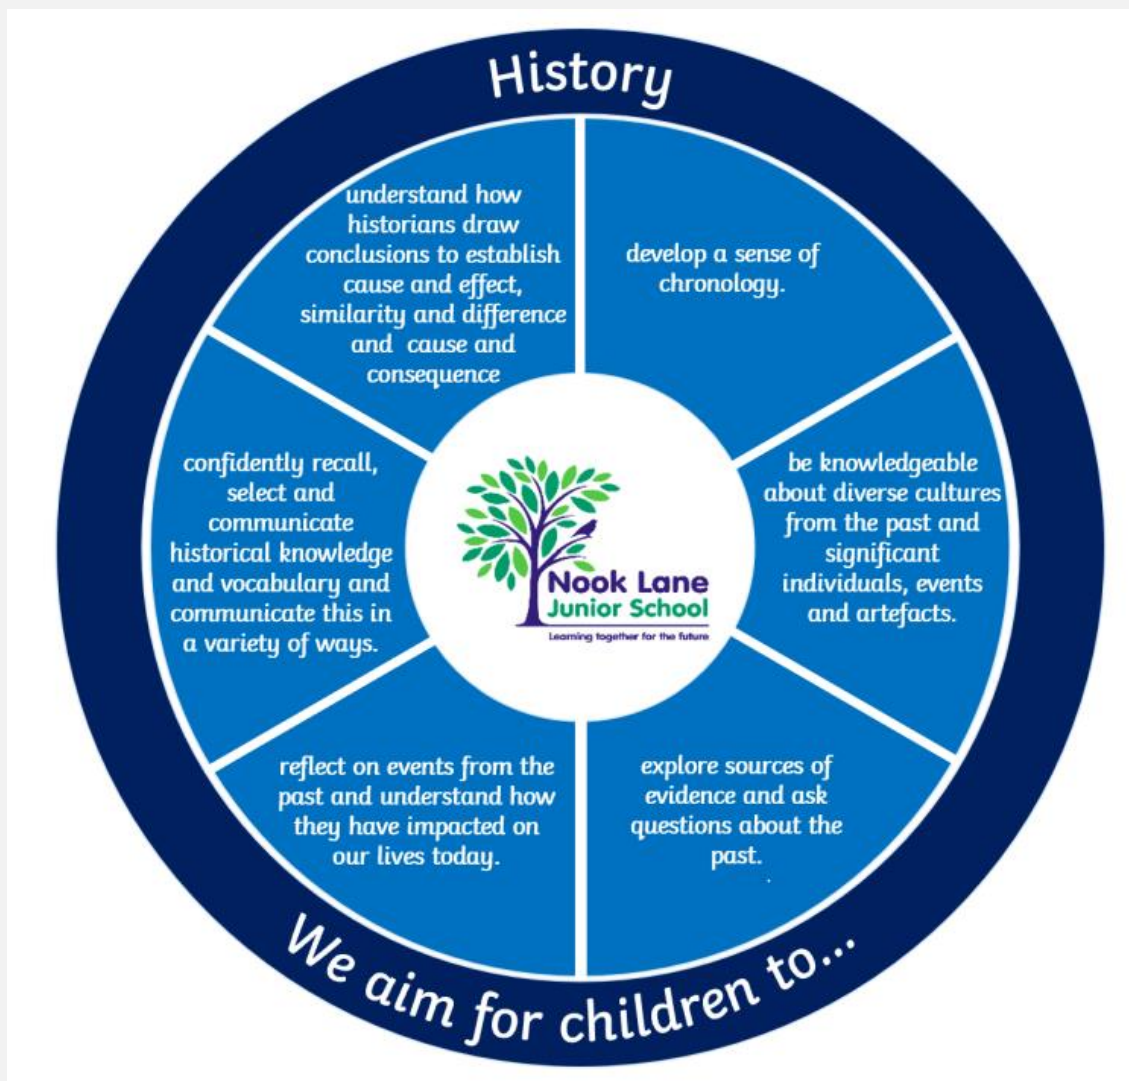 History
develop a sense of
chronology.
be knowledgeable
about diverse cultures
from the past and
significant
individuals, events
and artefacts.
explore sources of
evidence and ask
questions about the
past.
.
reflect on events from the
past and understand how
they have impacted on
our lives today.
confidently recall,
select and
communicate
historical knowledge
and vocabulary and
communicate this in
a variety of ways.
understand how
historians draw
conclusions to establish
cause and effect,
similarity and difference
and cause and
consequence
Nook Lane
Junior School
Learning together for the future
We aim for children to...